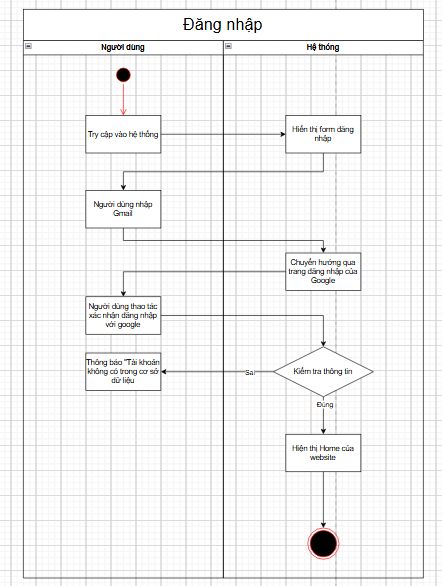 Đăng nhập
Người dùng
Hệ thống
Try cập vào hệ thống
Hiển thị form đăng
nhập
Người dùng nhập
Gmail
Chuyển hướng qua
trang đăng nhập của
Google
Người dùng thao tác
xác nhận đăng nhập
với google
Thông báo "Tài khoản
không có trong cơ sở
dữ liệu
Sai
Kiểm tra thông tin
Đúng
Hiện thị Home của
website